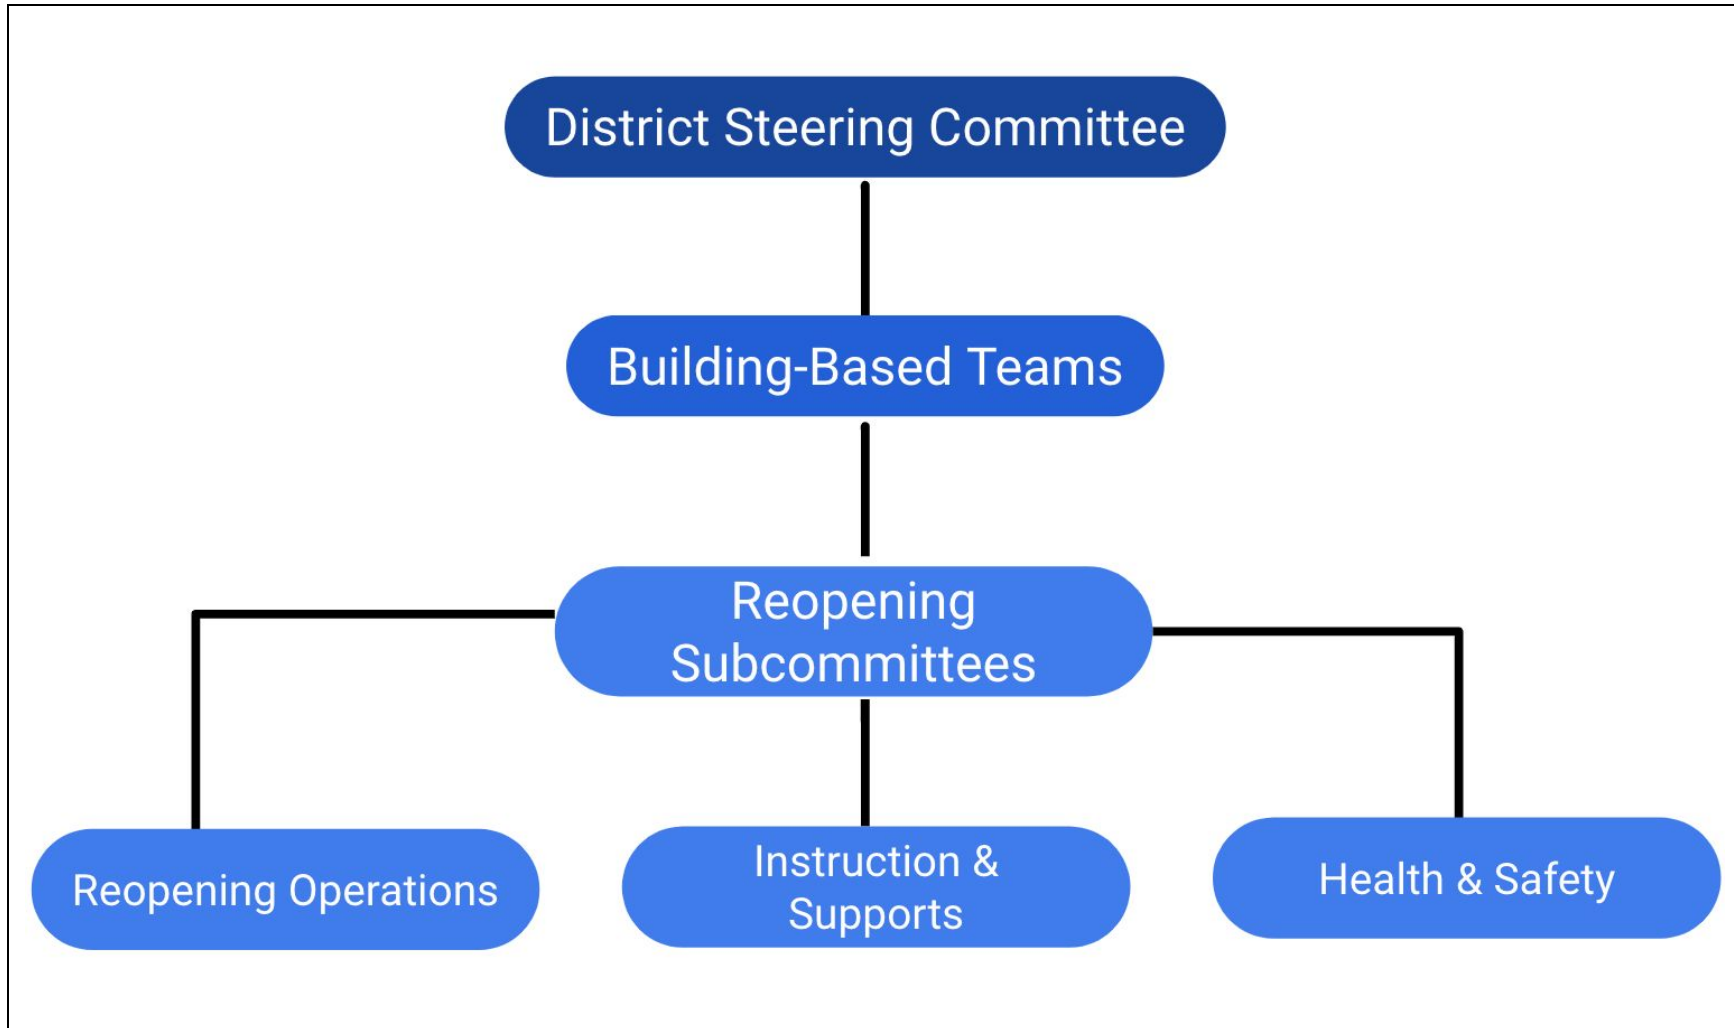 District Steering Committee
Building-Based Teams
Reopening
Subcommittees
Reopening Operations
Instruction &
Supports
Health & Safety